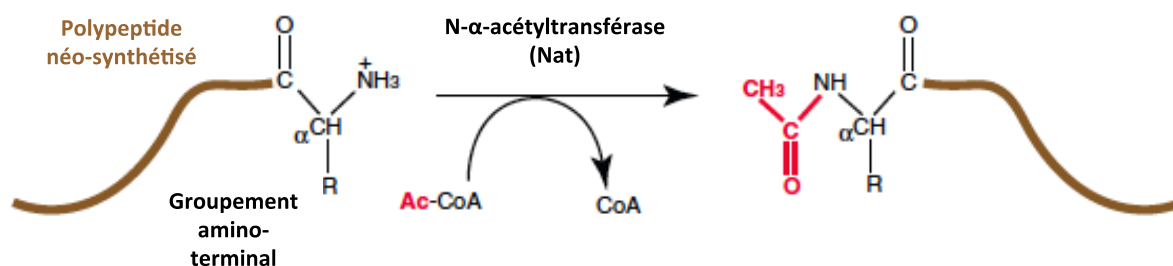 Polypeptide
néo-synthétisé
O
C
+
NH3
αCH
R
Groupement
amino-
terminal
N-α-acétyltransférase
(Nat)
Ac-CoA
CoA
O
CH3
NH
C
C
αCH
O
R